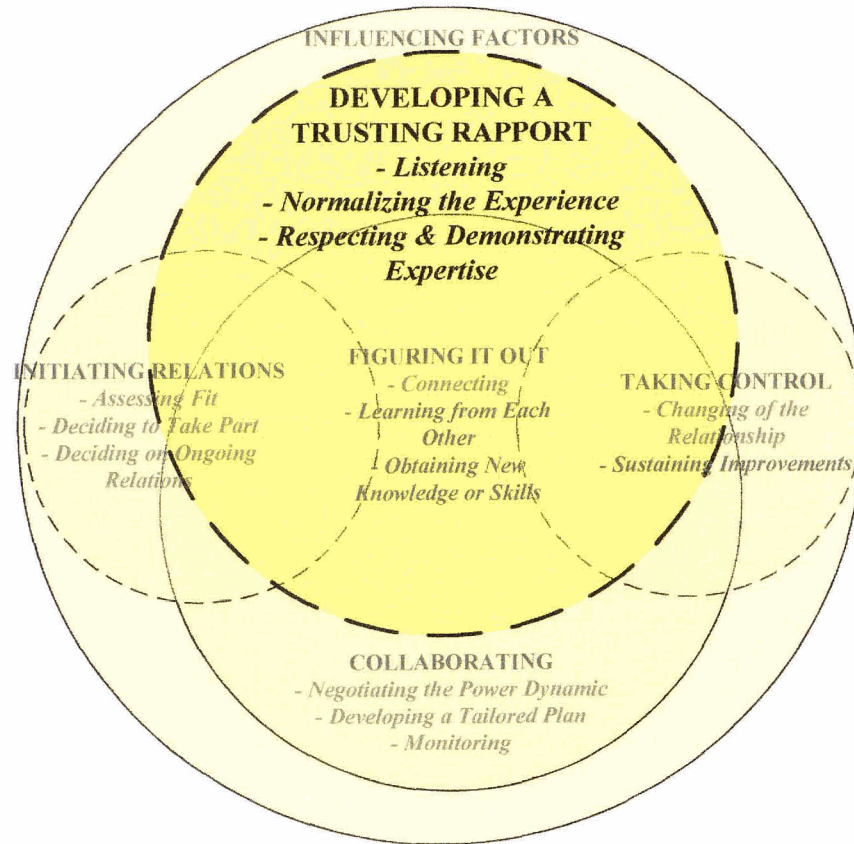 INFLUENCING FACTORS
DEVELOPING A
TRUSTING RAPPORT
- Listening
- Normalizing the Experience
- Respecting & Demonstrating
Expertise
INITIATING RELATIONS
- Assessing Fit
- Deciding to Take Part
- Deciding on Ongoing
Relations
FIGURING IT OUT
- Connecting
- Learning from Each
Other
- Obtaining New
Knowledge or Skills
TAKING CONTROL
- Changing of the
Relationship
- Sustaining Improvements
COLLABORATING
- Negotiating the Power Dynamic
- Developing a Tailored Plan
- Monitoring